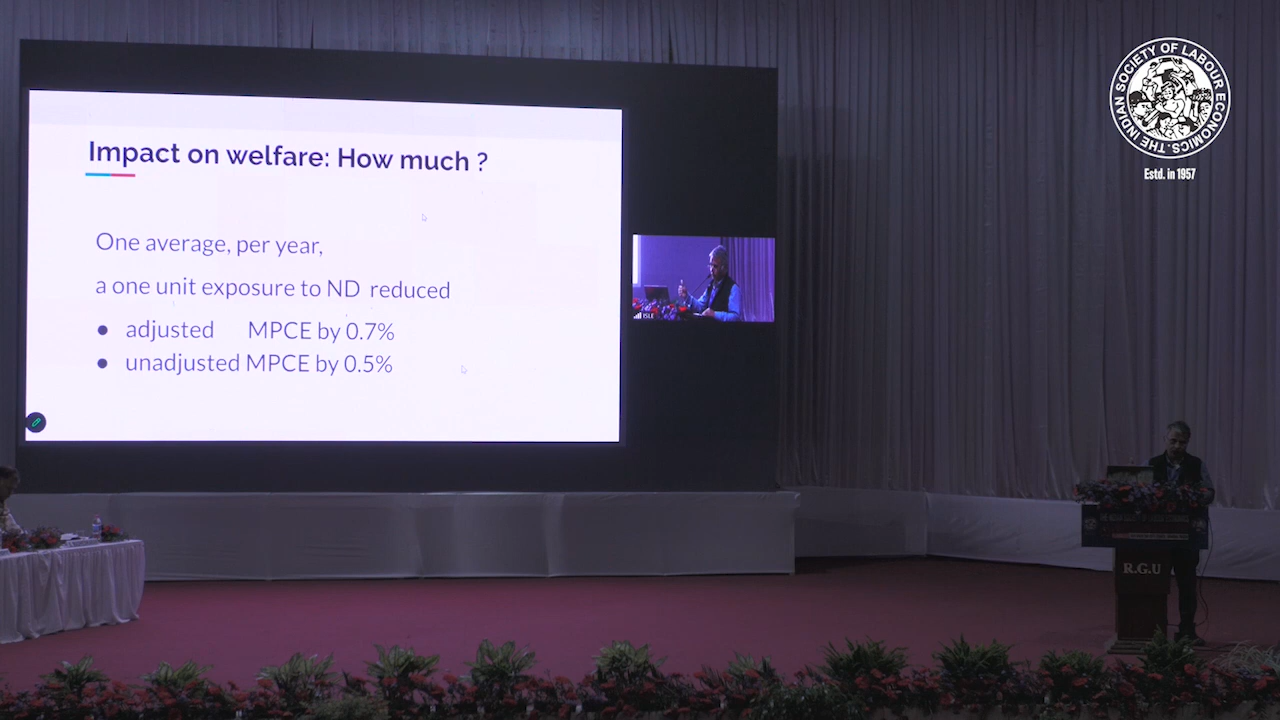 Impact on welfare: How much ?
One average, per year,
a one unit exposure to ND reduced
● adjusted MPCE by 0.7%
● unadjusted MPCE by 0.5%
ISLE
THE INDIAN SOCIETY OF LABOUR ECONOMICS.
Estd. in 1957
R.G.U